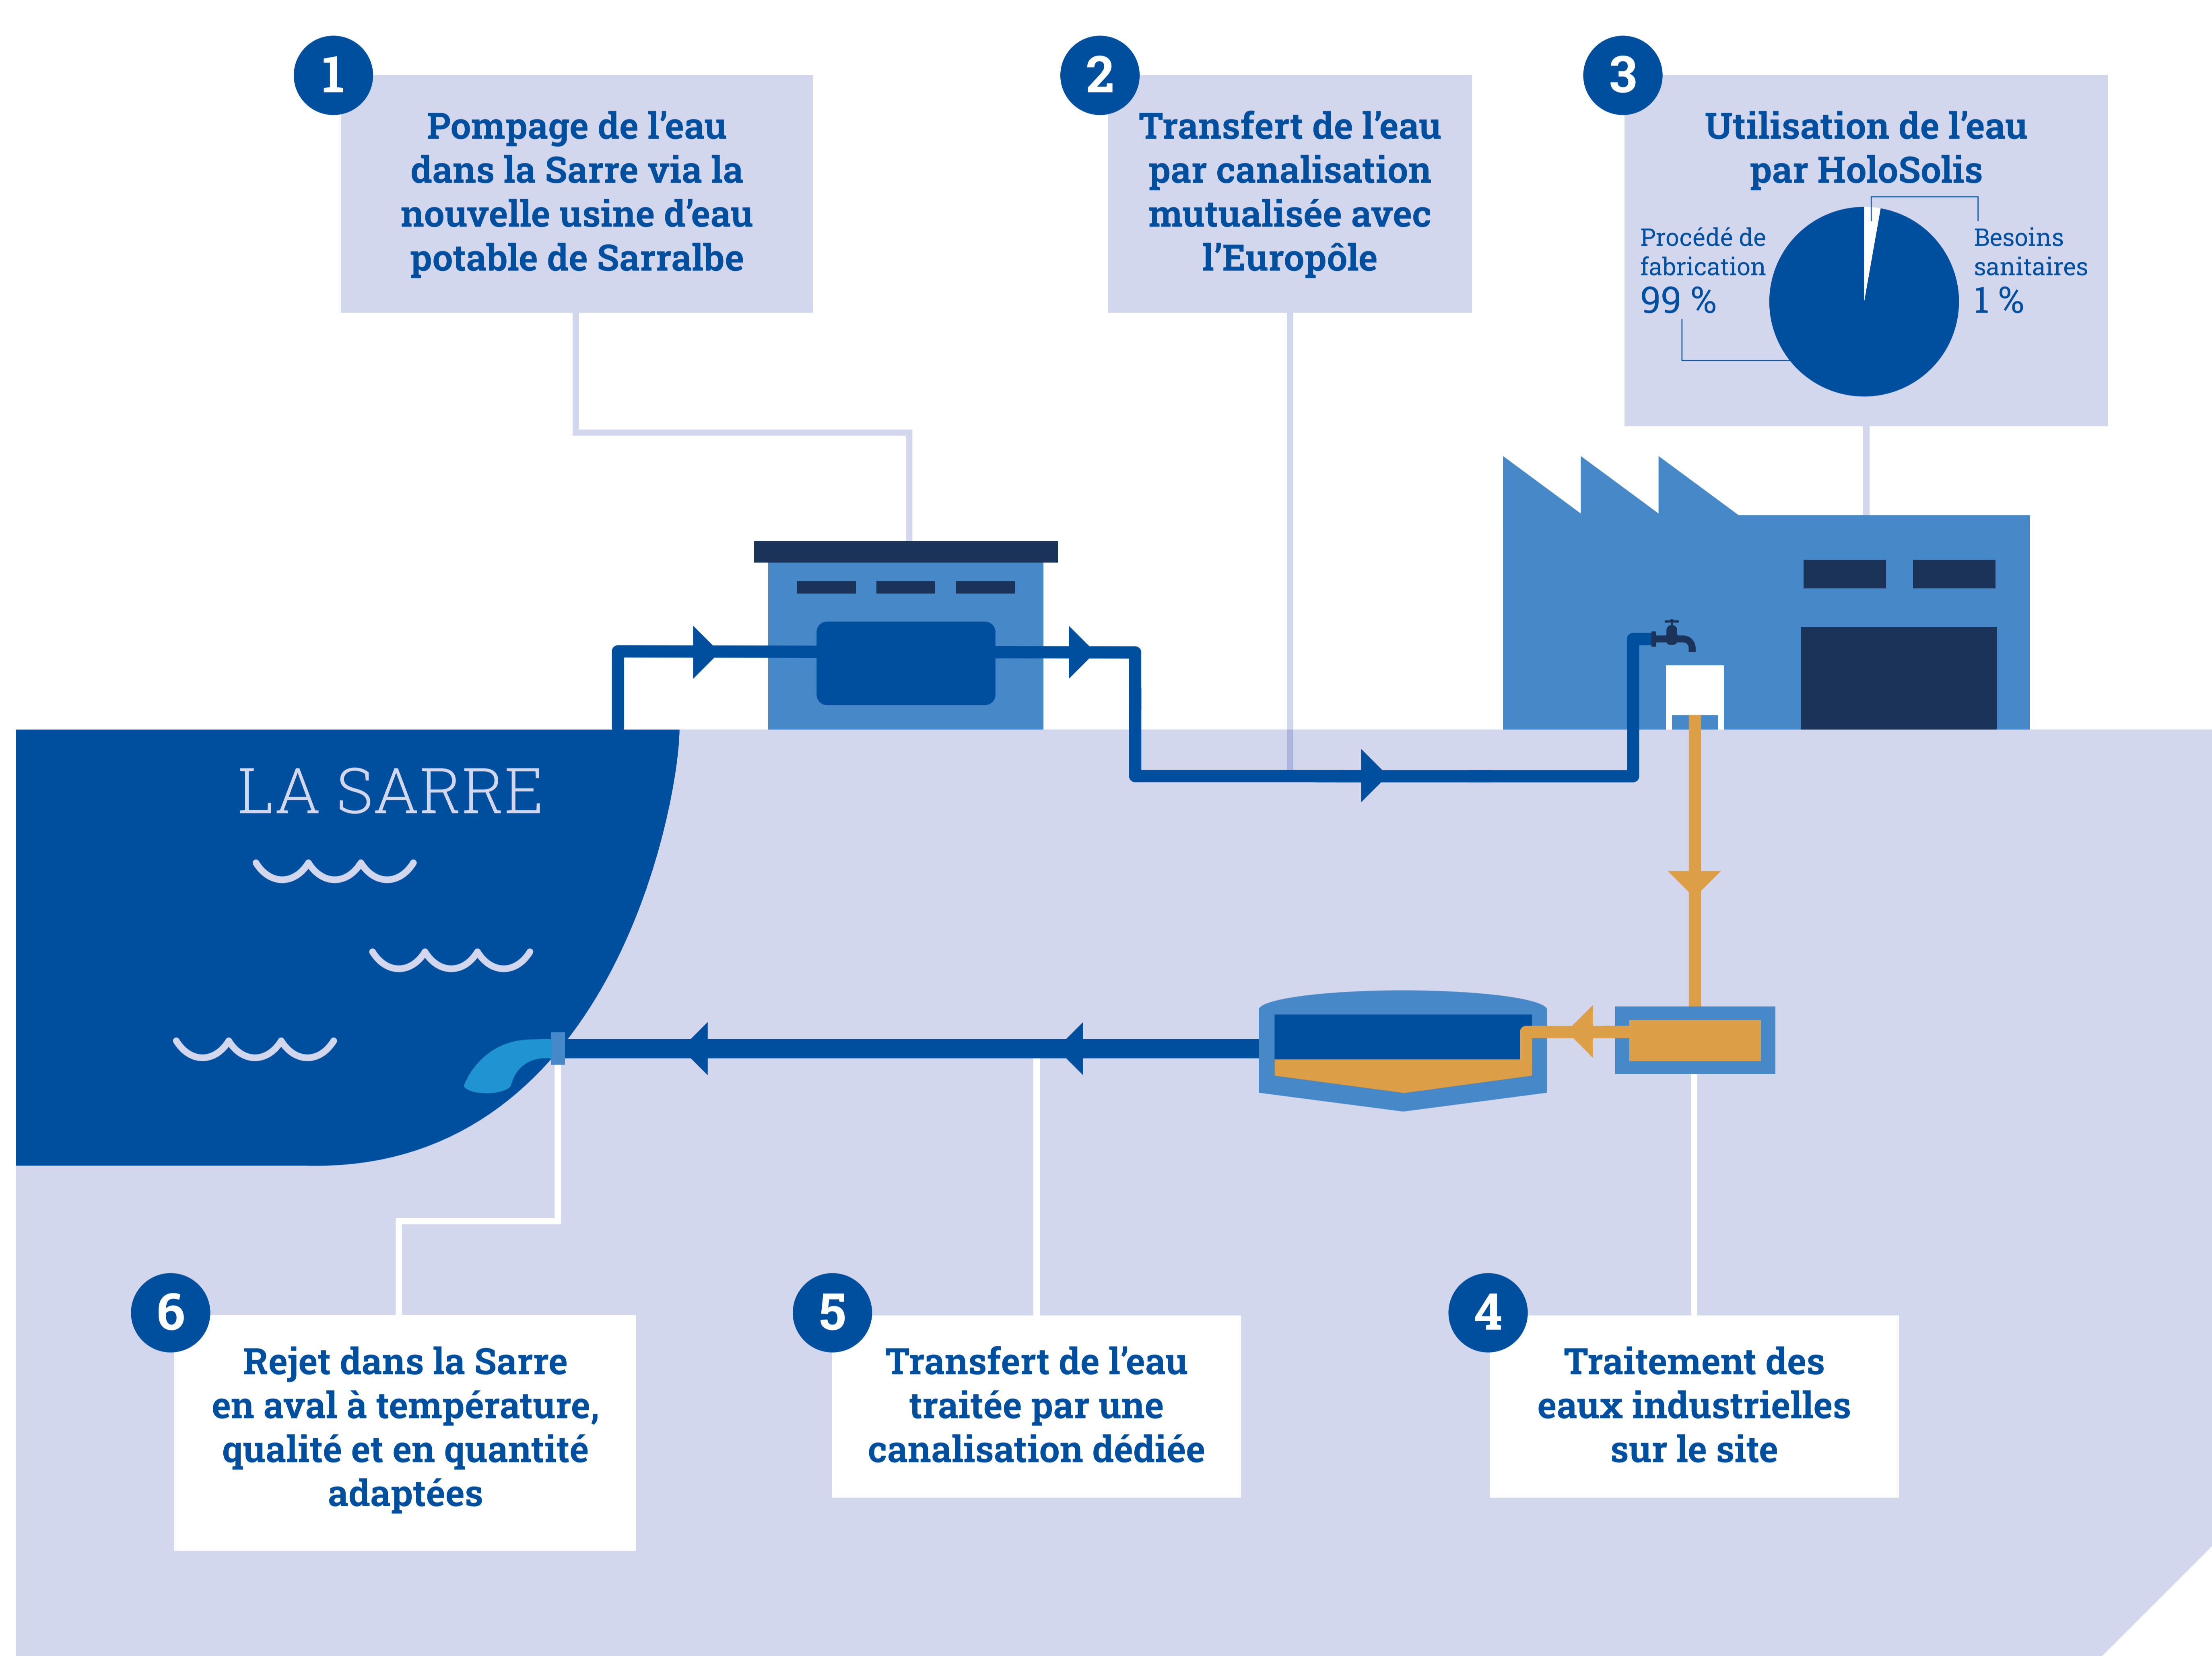 1
Pompage de l’eau
dans la Sarre via la
nouvelle usine d’eau
potable de Sarralbe
2
Transfert de l’eau
par canalisation
mutualisée avec
l’Europôle
3
Utilisation de l’eau
par HoloSolis
Procédé de
fabrication
99 %
Besoins
sanitaires
1 %
LA SARRE
6
Rejet dans la Sarre
en aval à température,
qualité et en quantité
adaptées
5
Transfert de l’eau
traitée par une
canalisation dédiée
4
Traitement des
eaux industrielles
sur le site